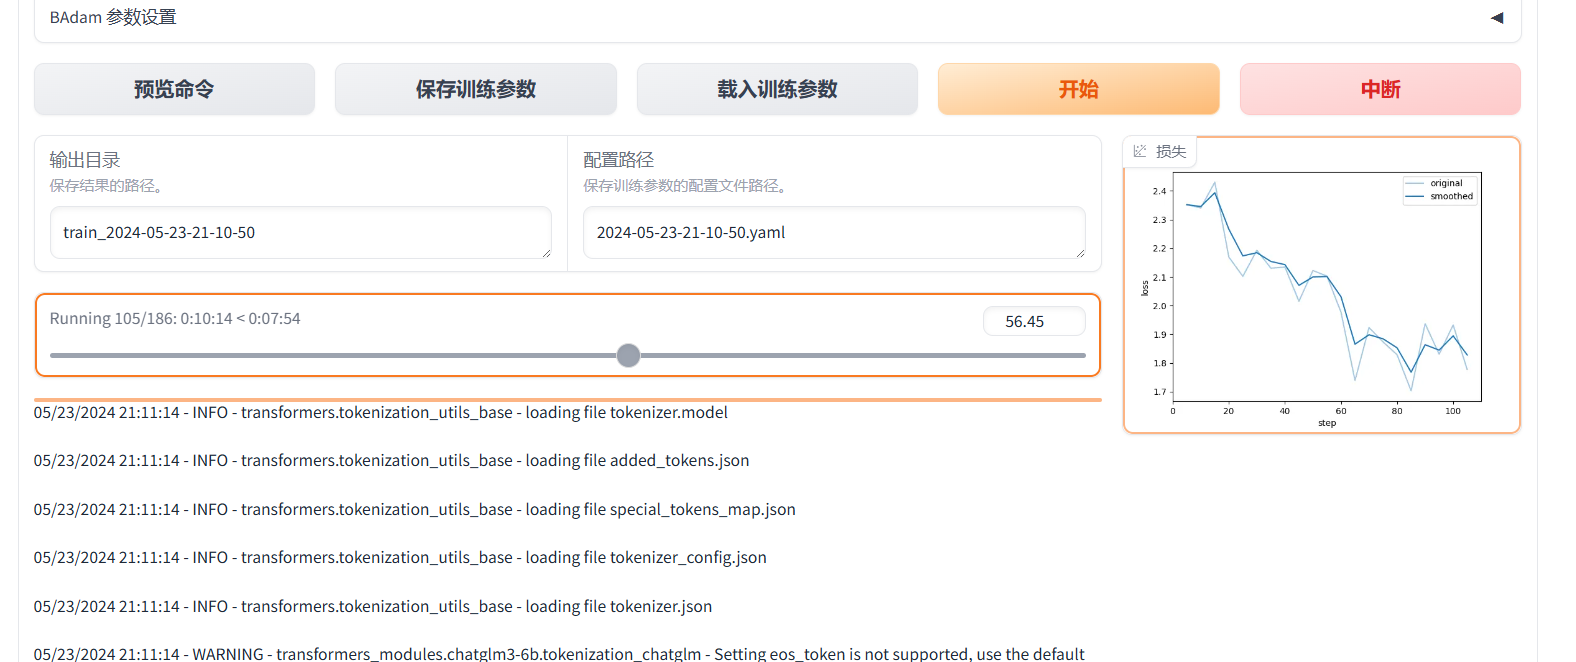 BAdam 参数设置
预览命令
保存训练参数
载入训练参数
开始
中断
输出目录
保存结果的路径。
train_2024-05-23-21-10-50
配置路径
保存训练参数的配置文件路径。
2024-05-23-21-10-50.yaml
损失
original
smoothed
2.4
2.3
2.2
2.1
2.0
1.9
1.8
1.7
loss
0 20 40 60 80 100
step
Running 105/186: 0:10:14 < 0:07:54
56.45
05/23/2024 21:11:14 - INFO - transformers.tokenization_utils_base - loading file tokenizer.model
05/23/2024 21:11:14 - INFO - transformers.tokenization_utils_base - loading file added_tokens.json
05/23/2024 21:11:14 - INFO - transformers.tokenization_utils_base - loading file special_tokens_map.json
05/23/2024 21:11:14 - INFO - transformers.tokenization_utils_base - loading file tokenizer_config.json
05/23/2024 21:11:14 - INFO - transformers.tokenization_utils_base - loading file tokenizer.json
05/23/2024 21:11:14 - WARNING - transformers_modules.chatglm3-6b.tokenization_chatglm - Setting eos_token is not supported, use the default